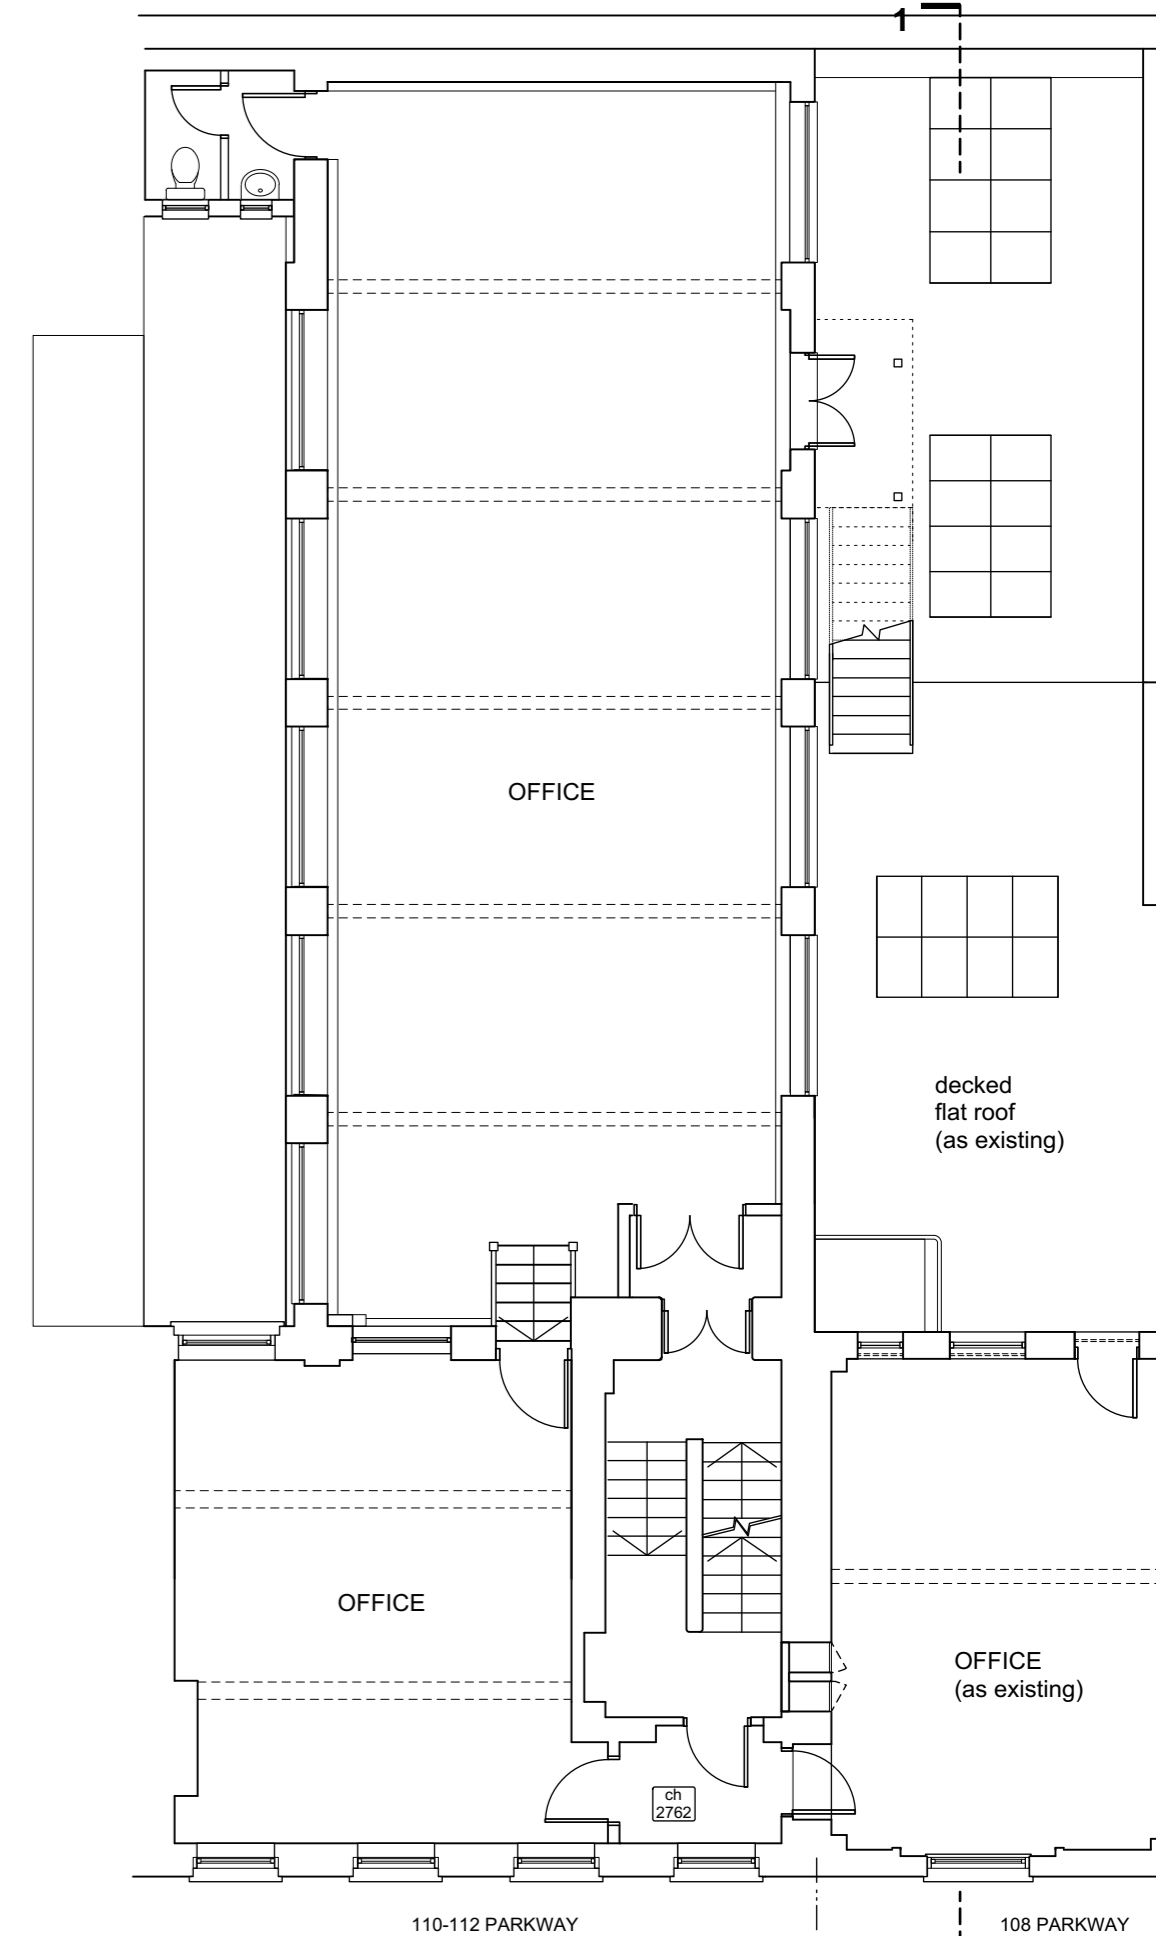 1
OFFICE
decked
flat roof
(as existing)
OFFICE
OFFICE
(as existing)
ch
2762
110-112 PARKWAY
108 PARKWAY